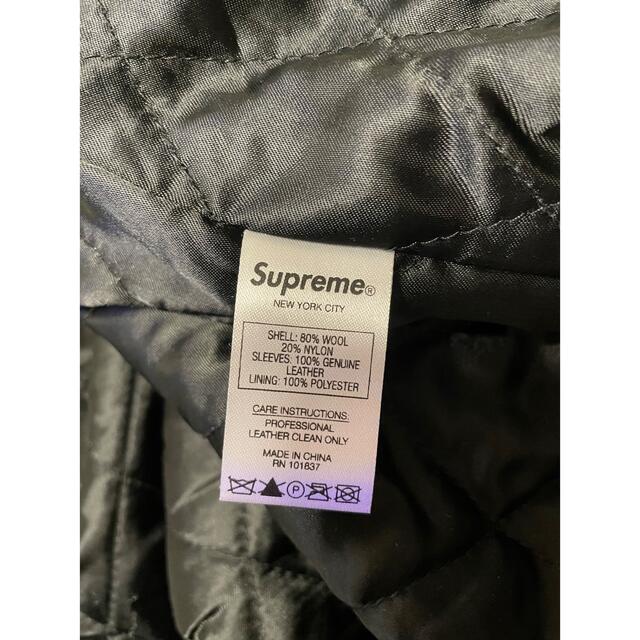 Supreme®
NEW YORK CITY
SHELL: 80% WOOL
20% NYLON
SLEEVES: 100% GENUINE
LEATHER
LINING: 100% POLYESTER
CARE INSTRUCTIONS:
PROFESSIONAL
LEATHER CLEAN ONLY
MADE IN CHINA
RN 101837
P